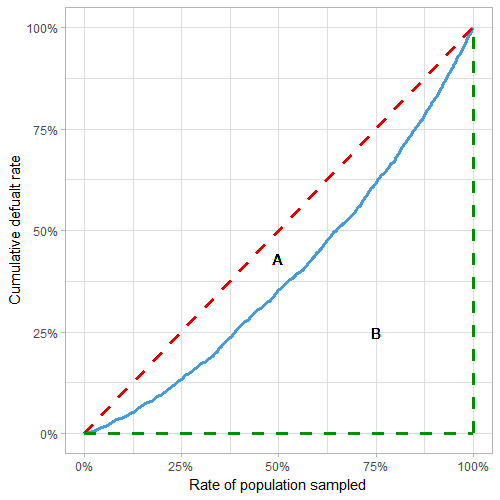 Cumulative defualt rate
100%
75%
50%
25%
0%
A
B
0%
25%
50%
75%
100%
Rate of population sampled